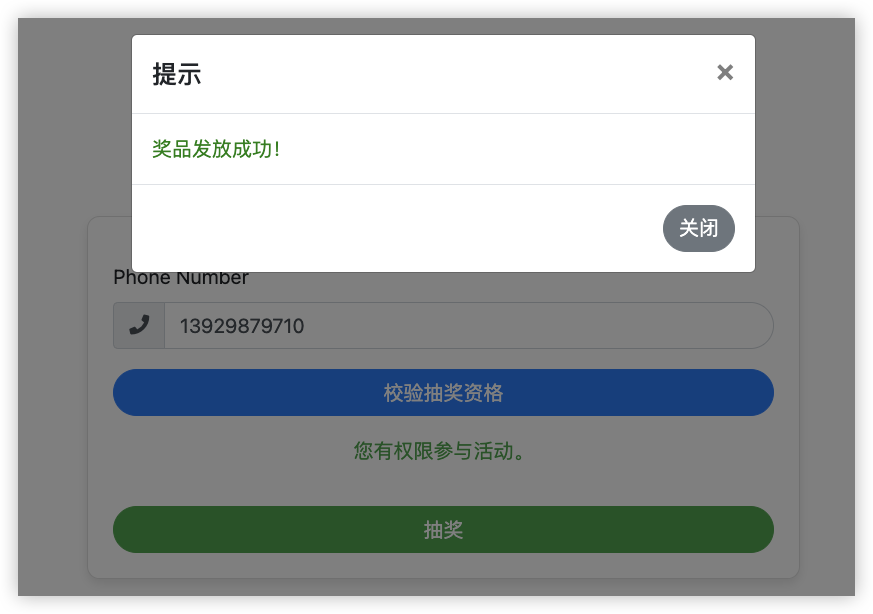 提示
×
奖品发放成功！
关闭
Phone Number
13929879710
校验抽奖资格
您有权限参与活动。
抽奖